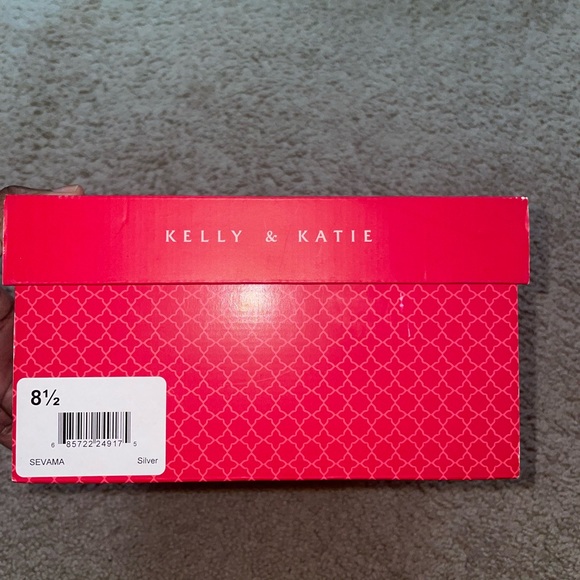 KELLY & KATIE
8½
6 85722 24917 5
SEVAMA Silver